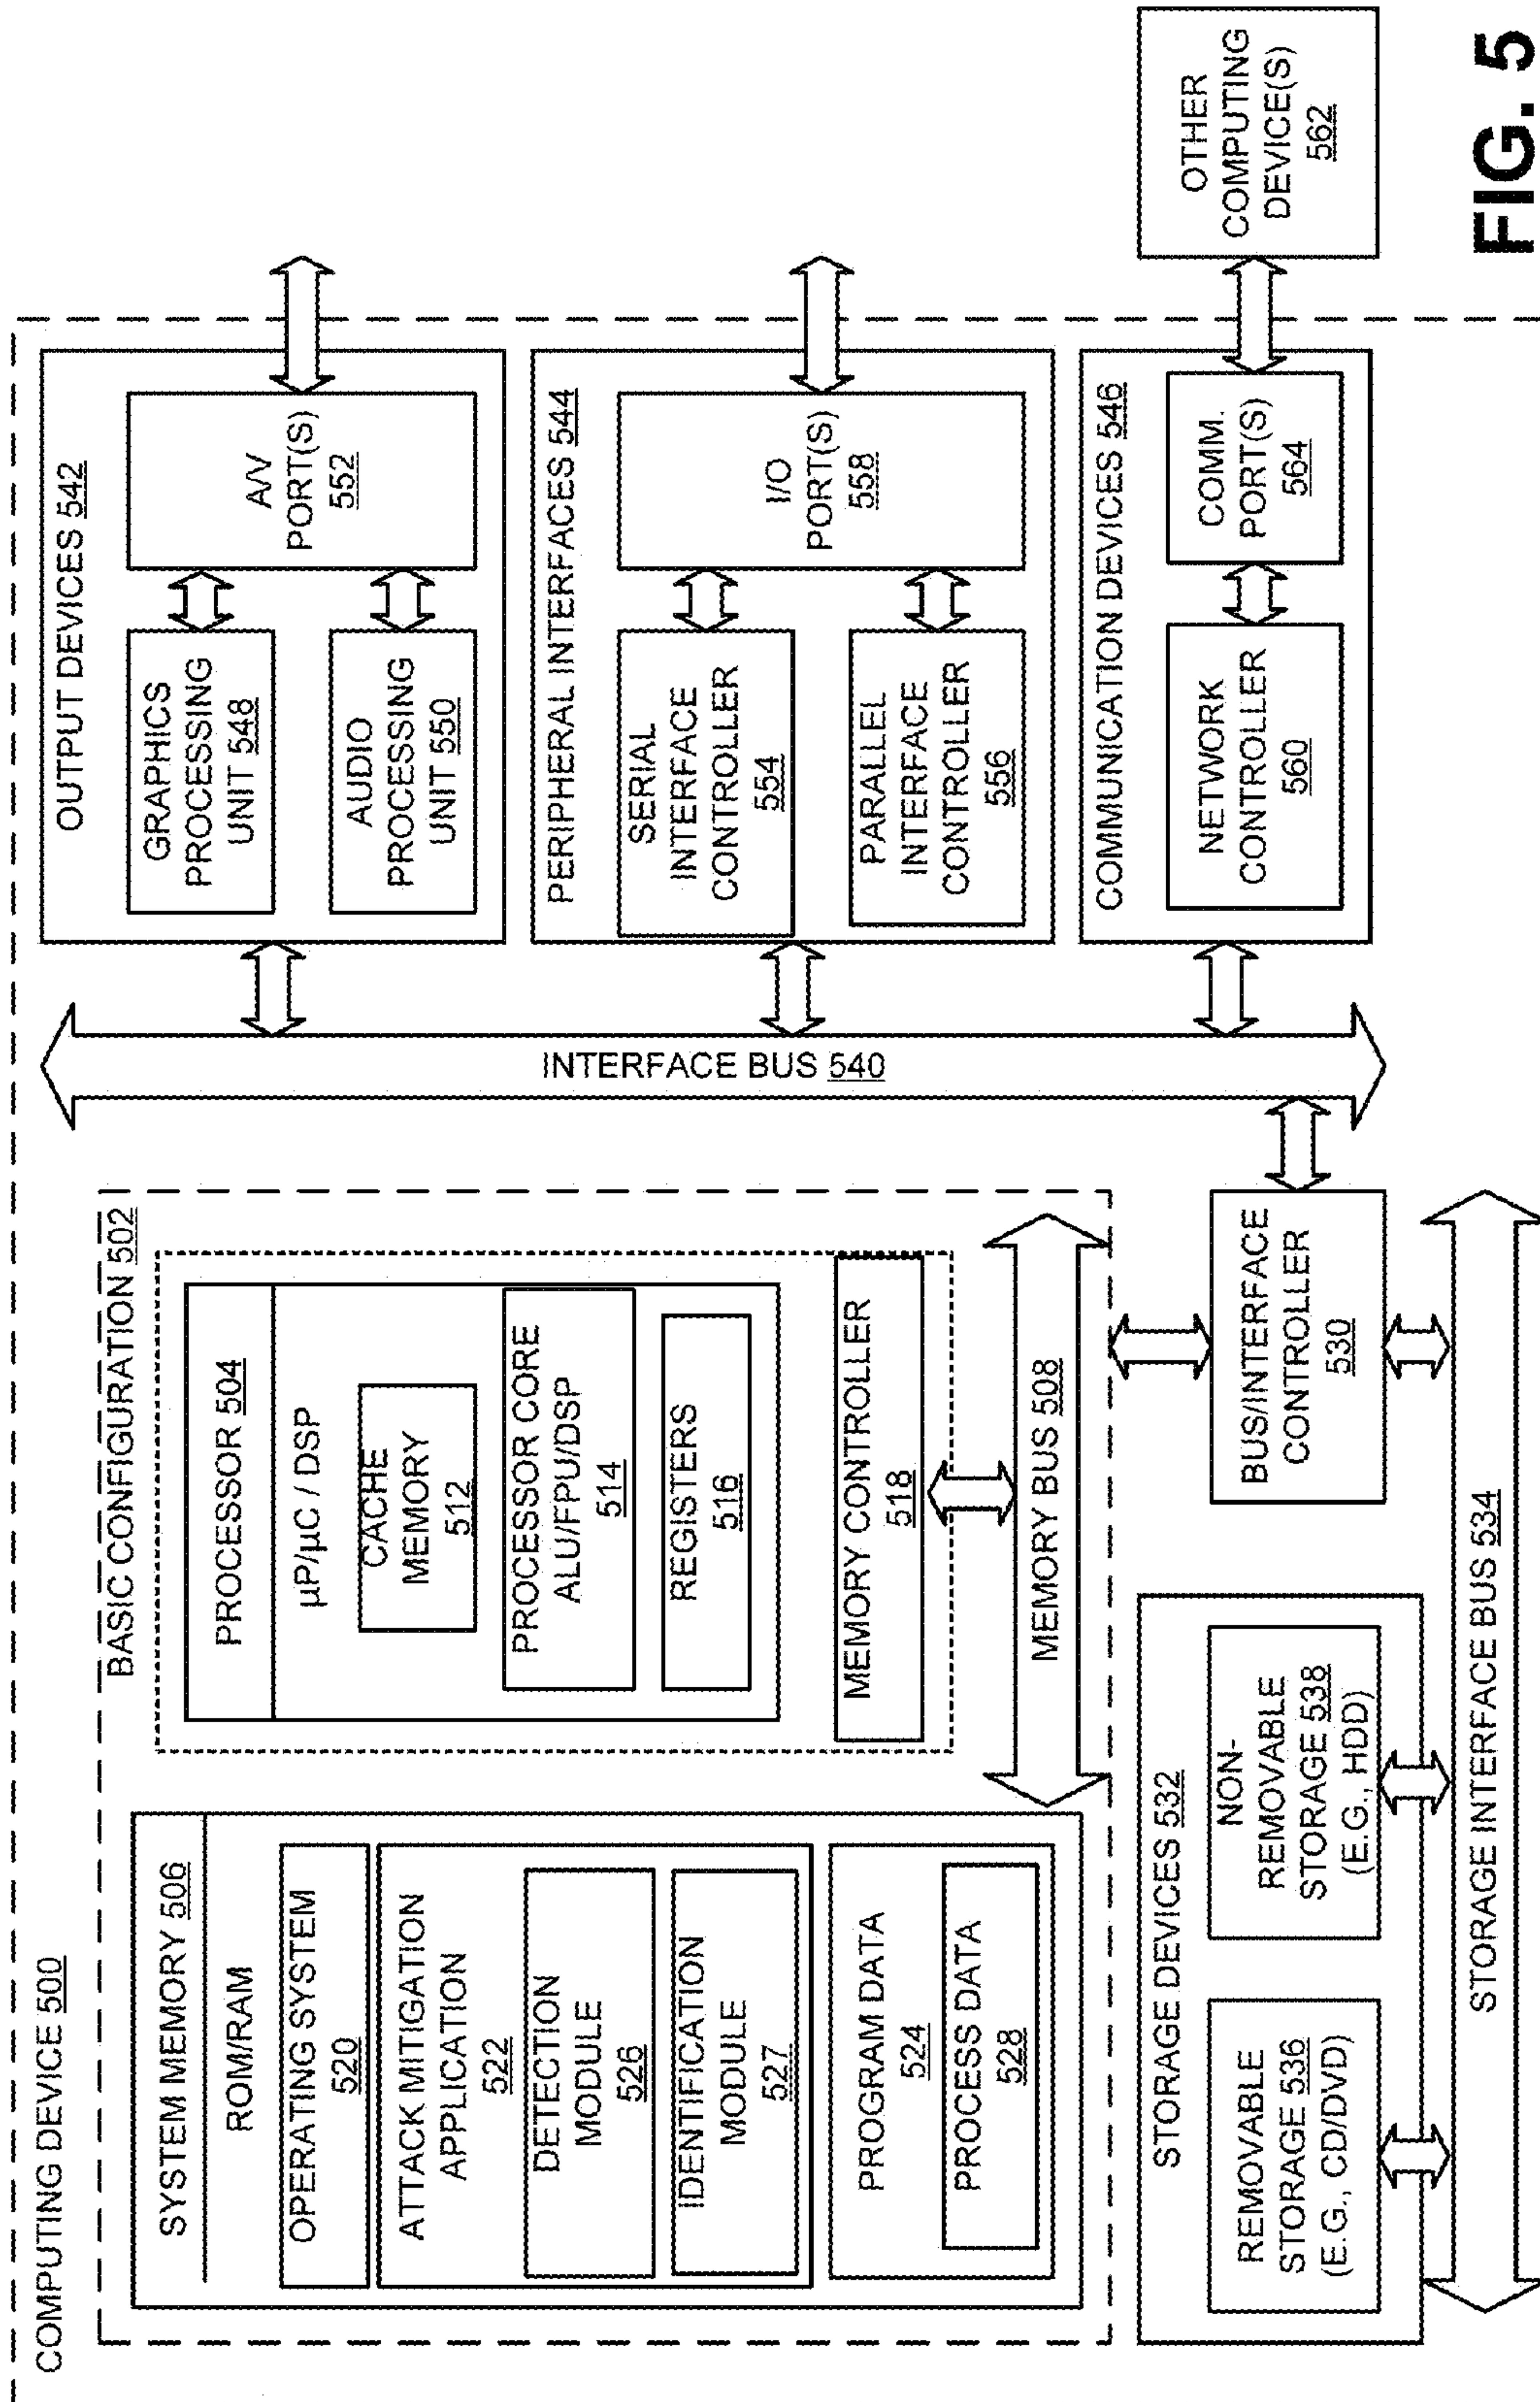 COMPUTING DEVICE 500
BASIC CONFIGURATION 502
SYSTEM MEMORY 506
ROM/RAM
OPERATING SYSTEM
520
ATTACK MITIGATION
APPLICATION
522
DETECTION
MODULE
526
IDENTIFICATION
MODULE
527
PROGRAM DATA
524
PROCESS DATA
528
PROCESSOR 504
µP/µC / DSP
CACHE
MEMORY
512
PROCESSOR CORE
ALU/FPU/DSP
514
REGISTERS
516
MEMORY CONTROLLER
518
MEMORY BUS 508
BUS/INTERFACE
CONTROLLER
530
STORAGE DEVICES 532
REMOVABLE
STORAGE 536
(E.G., CD/DVD)
NON-
REMOVABLE
STORAGE 538
(E.G., HDD)
STORAGE INTERFACE BUS 534
INTERFACE BUS 540
OUTPUT DEVICES 542
GRAPHICS
PROCESSING
UNIT 548
AUDIO
PROCESSING
UNIT 550
A/V
PORT(S)
552
PERIPHERAL INTERFACES 544
SERIAL
INTERFACE
CONTROLLER
554
PARALLEL
INTERFACE
CONTROLLER
556
I/O
PORT(S)
558
COMMUNICATION DEVICES 546
NETWORK
CONTROLLER
560
COMM.
PORT(S)
564
OTHER
COMPUTING
DEVICE(S)
562
FIG. 5